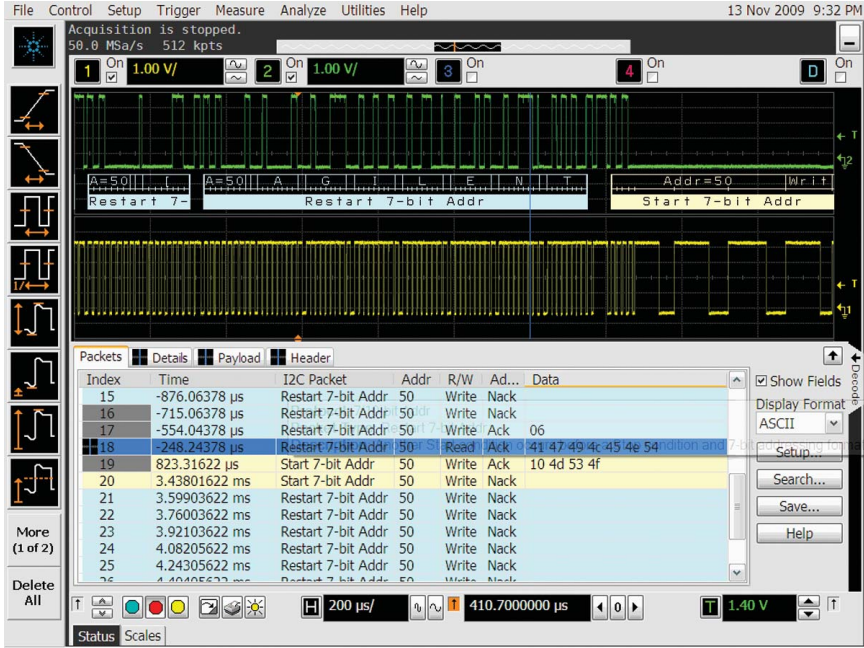 File Control Setup Trigger Measure Analyze Utilities Help 13 Nov 2009 9:32 PM
Acquisition is stopped.
50.0 MSa/s 512 kpts
1 On 1.00 V/ 2 On 1.00 V/ 3 On 4 On D On
T
2
A=50 [ A=50 A G I L E N T Addr=50 Writ
Restart 7- Restart 7-bit Addr Start 7-bit Addr
1/
T
1
Packets Details Payload Header
Decode
Index Time I2C Packet Addr R/W Ad... Data
15 -876.06378 µs Restart 7-bit Addr 50 Write Nack
16 -715.06378 µs Restart 7-bit Addr 50 Write Nack
17 -554.04378 µs Restart 7-bit Addr 50 Write Ack 06
18 -248.24378 µs Restart 7-bit Addr 50 Read Ack 41 47 49 4c 45 4e 54
19 823.31622 µs Start 7-bit Addr 50 Write Ack 10 4d 53 4f
20 3.43801622 ms Start 7-bit Addr 50 Write Nack
21 3.59903622 ms Restart 7-bit Addr 50 Write Nack
22 3.76003622 ms Restart 7-bit Addr 50 Write Nack
23 3.92103622 ms Restart 7-bit Addr 50 Write Nack
24 4.08205622 ms Restart 7-bit Addr 50 Write Nack
25 4.24305622 ms Restart 7-bit Addr 50 Write Nack
Show Fields
Display Format
ASCII
Setup...
Search...
Save...
Help
More
(1 of 2)
Delete
All
H 200 µs/ 410.7000000 µs 0 T 1.40 V
Status Scales